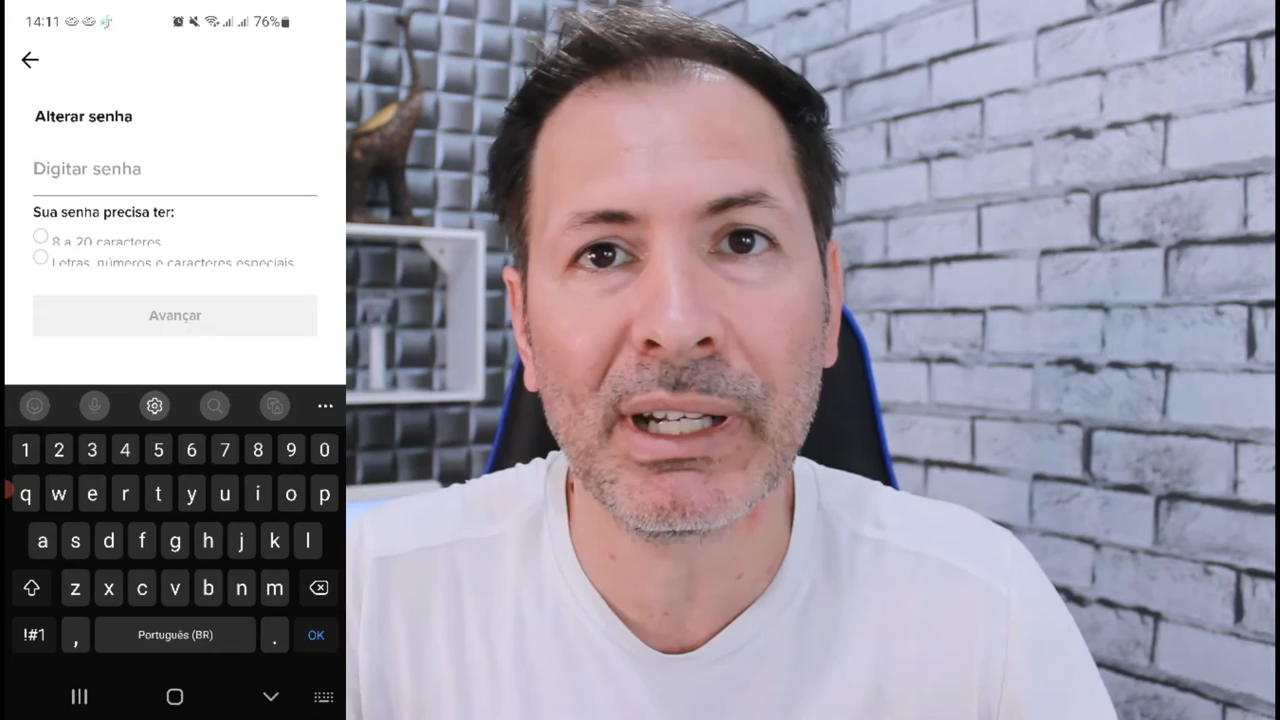 14:11
76%
Alterar senha
Digitar senha
Sua senha precisa ter:
8 a 20 caracteres
Letras, números e caracteres especiais
Avançar
1 2 3 4 5 6 7 8 9 0
q w e r t y u i o p
a s d f g h j k l
z x c v b n m
!#1 , Português (BR) . OK